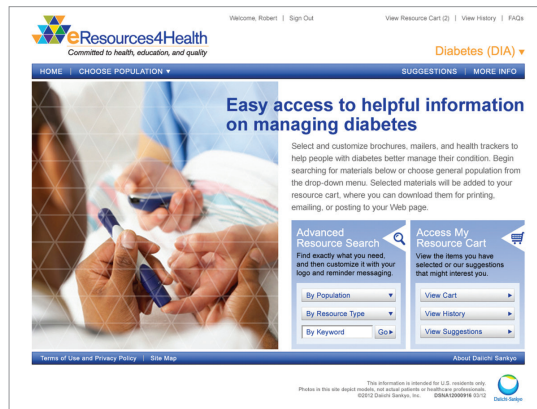 Welcome, Robert | Sign Out
View Resource Cart (2) | View History | FAQs
eResources4Health
Committed to health, education, and quality
Diabetes (DIA) ▼
HOME | CHOOSE POPULATION ▼
SUGGESTIONS | MORE INFO
Easy access to helpful information
on managing diabetes
Select and customize brochures, mailers, and health trackers to
help people with diabetes better manage their condition. Begin
searching for materials below or choose general population from
the drop-down menu. Selected materials will be added to your
resource cart, where you can download them for printing,
emailing, or posting to your Web page.
Advanced
Resource Search
Find exactly what you need,
and then customize it with your
logo and reminder messaging.
By Population ▼
By Resource Type ▼
By Keyword Go ▶
Access My
Resource Cart
View the items you have
selected or our suggestions
that might interest you.
View Cart ▶
View History ▶
View Suggestions ▶
Terms of Use and Privacy Policy | Site Map
About Daiichi Sankyo
This information is intended for U.S. residents only.
Photos in this site depict models, not actual patients or healthcare professionals.
©2012 Daiichi Sankyo, Inc. DSNA12000916 03/12
Daiichi-Sankyo